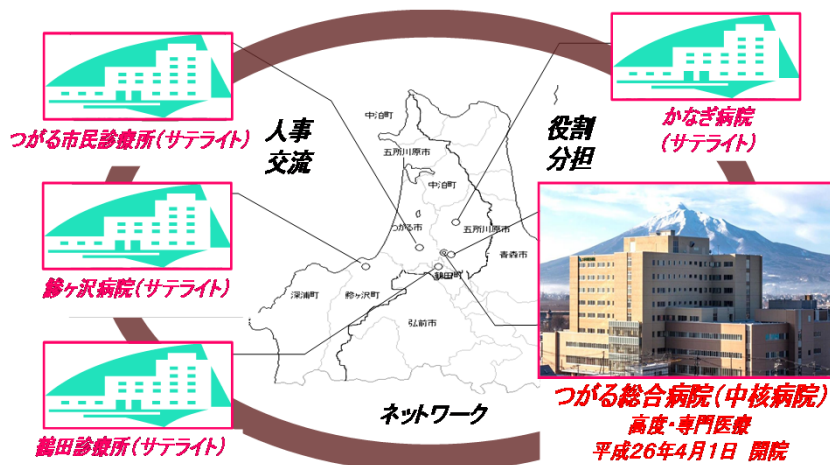 つがる市民診療所(サテライト)
人事
交流
役割
分担
かなぎ病院
(サテライト)
中泊町
五所川原市
中泊町
つがる市
五所川原市
青森市
鶴田町
深浦町
鰺ヶ沢町
弘前市
鰺ヶ沢病院(サテライト)
鶴田診療所(サテライト)
ネットワーク
つがる総合病院(中核病院)
高度・専門医療
平成26年4月1日 開院